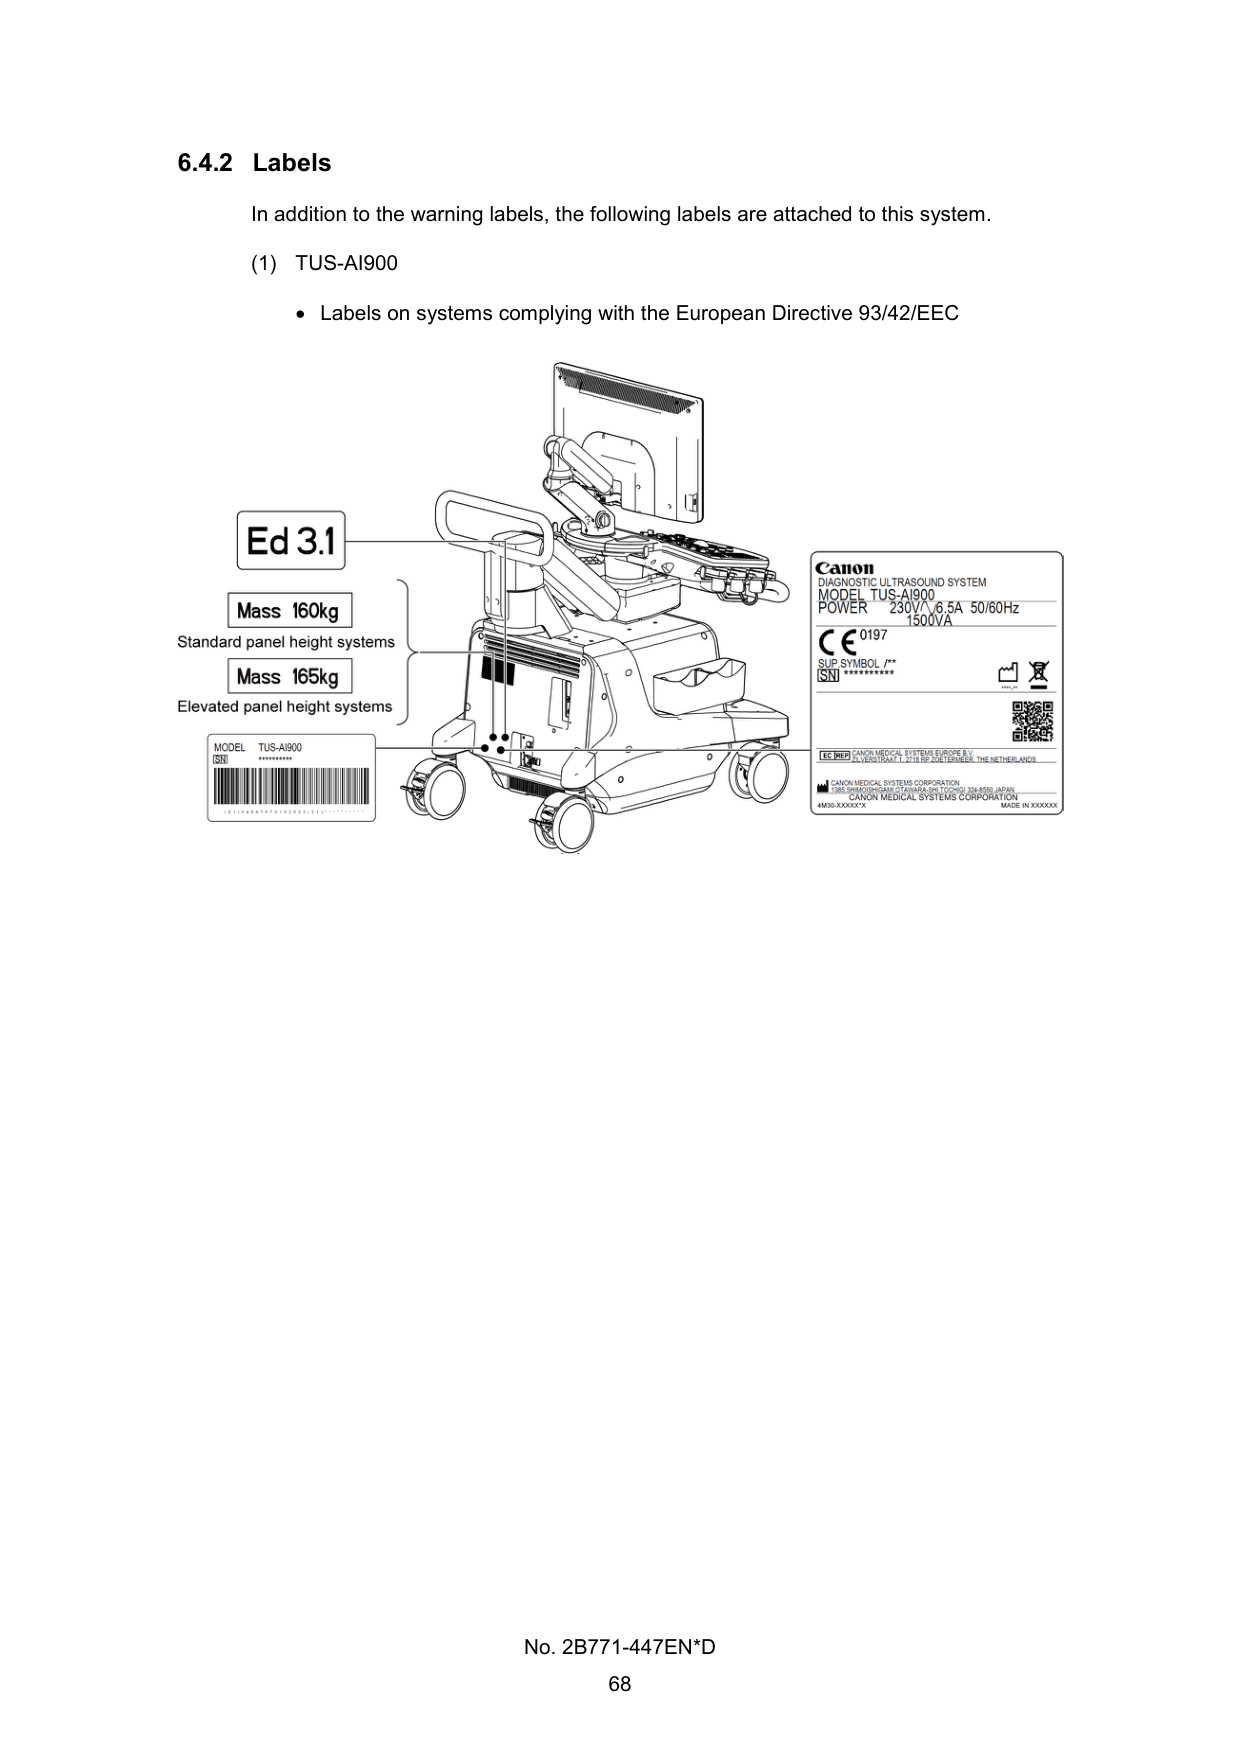 6.4.2 Labels
In addition to the warning labels, the following labels are attached to this system.
(1) TUS-AI900
• Labels on systems complying with the European Directive 93/42/EEC
Ed 3.1
Mass 160kg
Standard panel height systems
Mass 165kg
Elevated panel height systems
MODEL TUS-AI900
SN **********
Canon
DIAGNOSTIC ULTRASOUND SYSTEM
MODEL TUS-AI900
POWER 230V 6.5A 50/60Hz
1500VA
CE 0197
SUP SYMBOL /**
SN **********
****-**
EC REP CANON MEDICAL SYSTEMS EUROPE B.V.
ZILVERSTRAAT 1, 2718 RP ZOETERMEER, THE NETHERLANDS
CANON MEDICAL SYSTEMS CORPORATION
1385, SHIMOISHIGAMI, OTAWARA-SHI, TOCHIGI 324-8550, JAPAN
CANON MEDICAL SYSTEMS CORPORATION
4M30-XXXXX*X MADE IN XXXXXX
No. 2B771-447EN*D
68